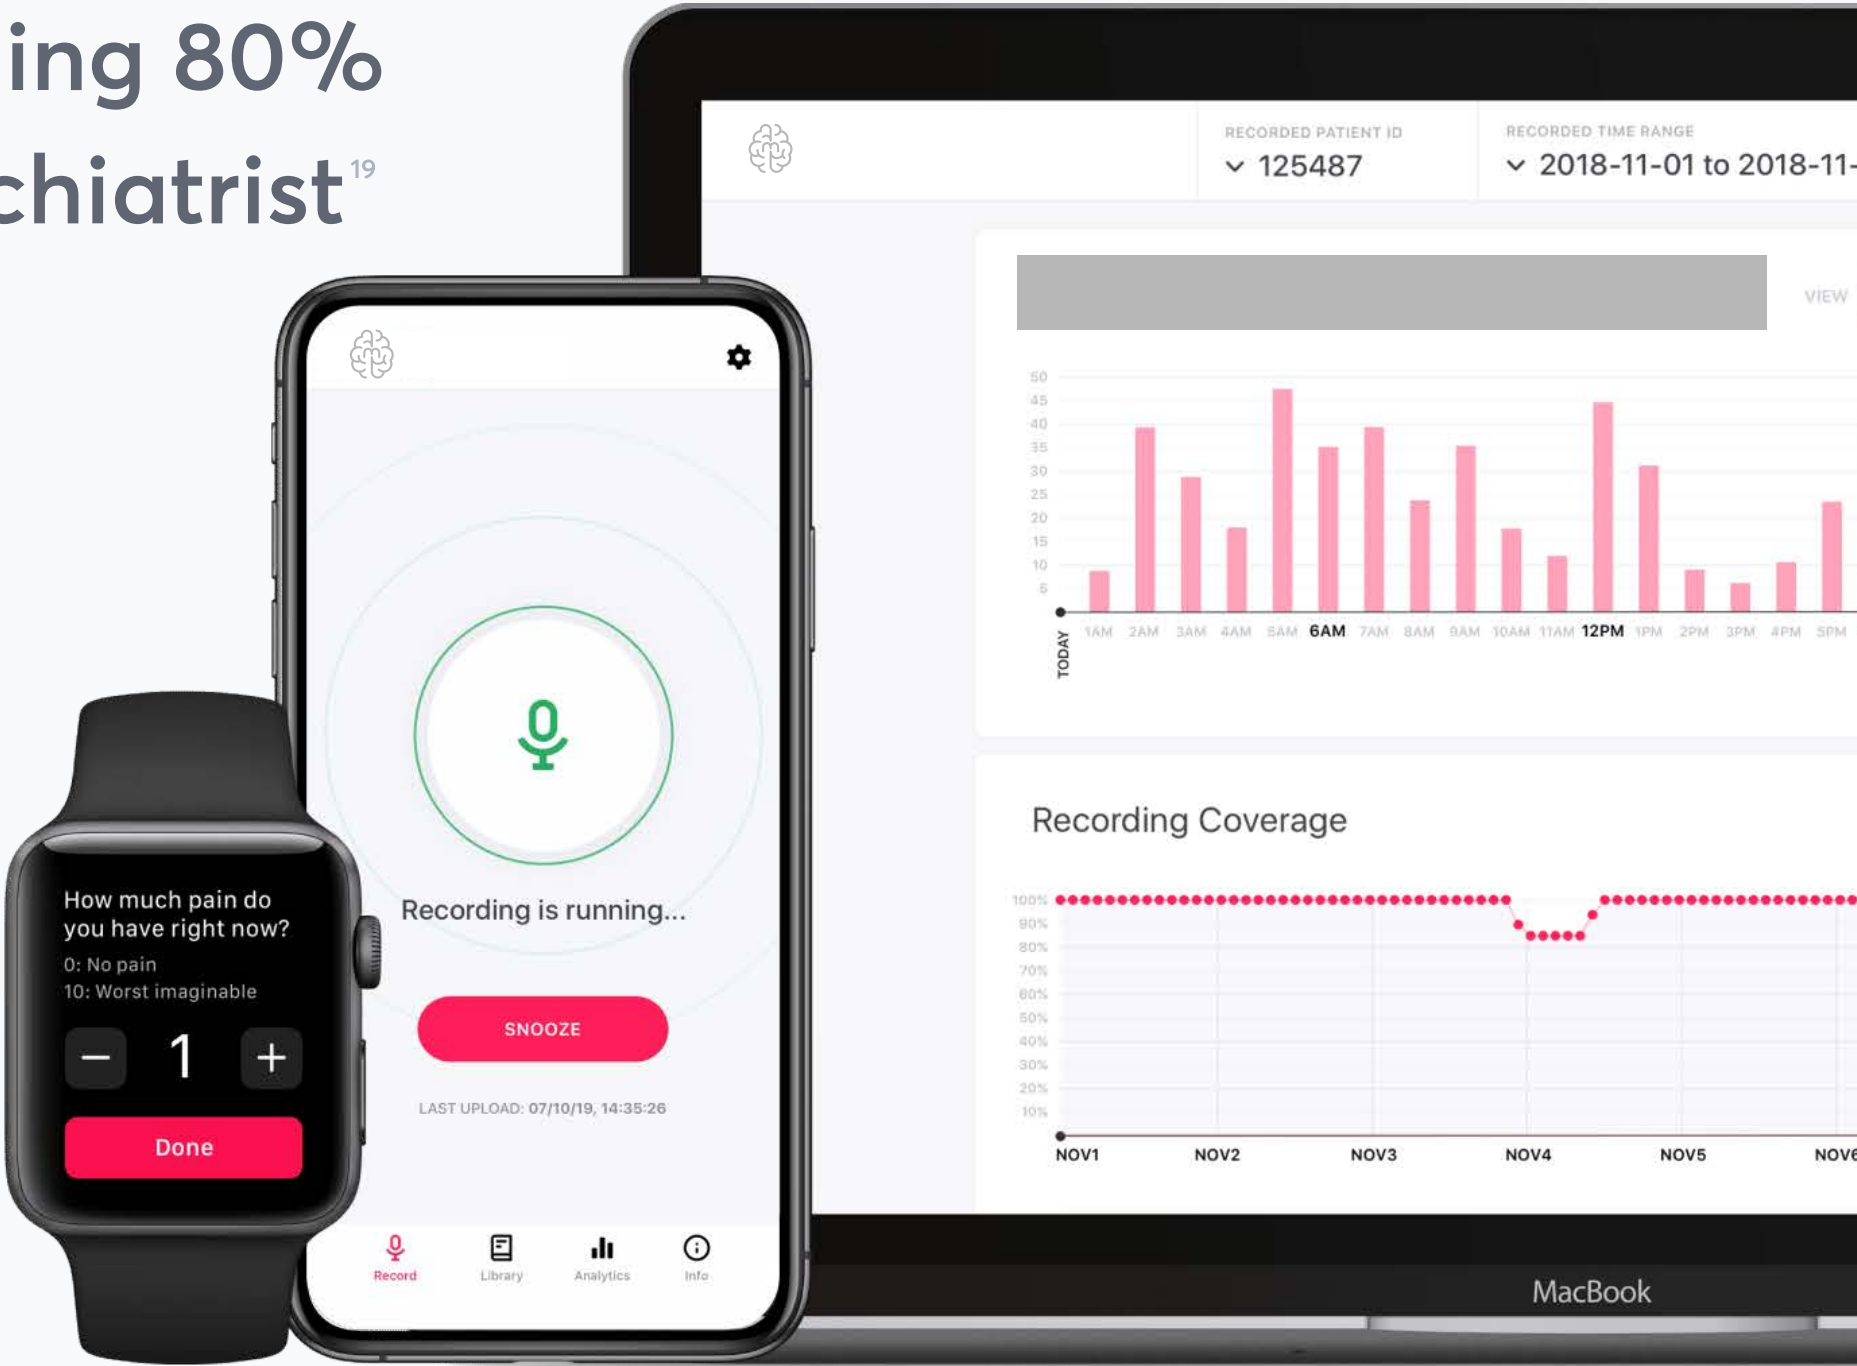 ing 80%
chiatrist19
RECORDED PATIENT ID
125487
RECORDED TIME RANGE
2018-11-01 to 2018-11-
VIEW
50
45
40
35
30
25
20
15
10
5
TODAY
1AM 2AM 3AM 4AM 5AM 6AM 7AM 8AM 9AM 10AM 11AM 12PM 1PM 2PM 3PM 4PM 5PM
Recording Coverage
100%
90%
80%
70%
60%
50%
40%
30%
20%
10%
NOV1 NOV2 NOV3 NOV4 NOV5 NOV6
MacBook
Recording is running...
SNOOZE
LAST UPLOAD: 07/10/19, 14:35:26
Record Library Analytics Info
How much pain do
you have right now?
0: No pain
10: Worst imaginable
− 1 +
Done